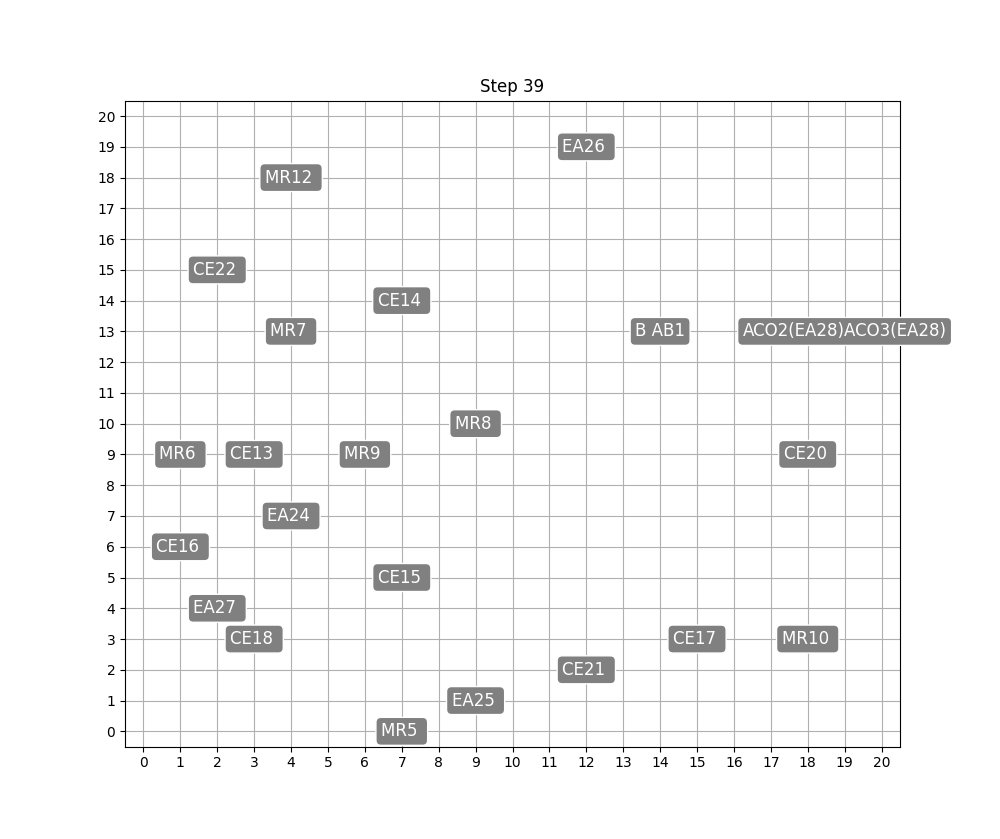 Step 39
20
19
EA26
18
MR12
17
16
15
CE22
14
CE14
13
MR7
B AB1
ACO2(EA28)ACO3(EA28)
12
11
10
MR8
9
MR6
CE13
MR9
CE20
8
7
EA24
6
CE16
5
CE15
4
EA27
3
CE18
CE17
MR10
2
CE21
1
EA25
0
MR5
0 1 2 3 4 5 6 7 8 9 10 11 12 13 14 15 16 17 18 19 20